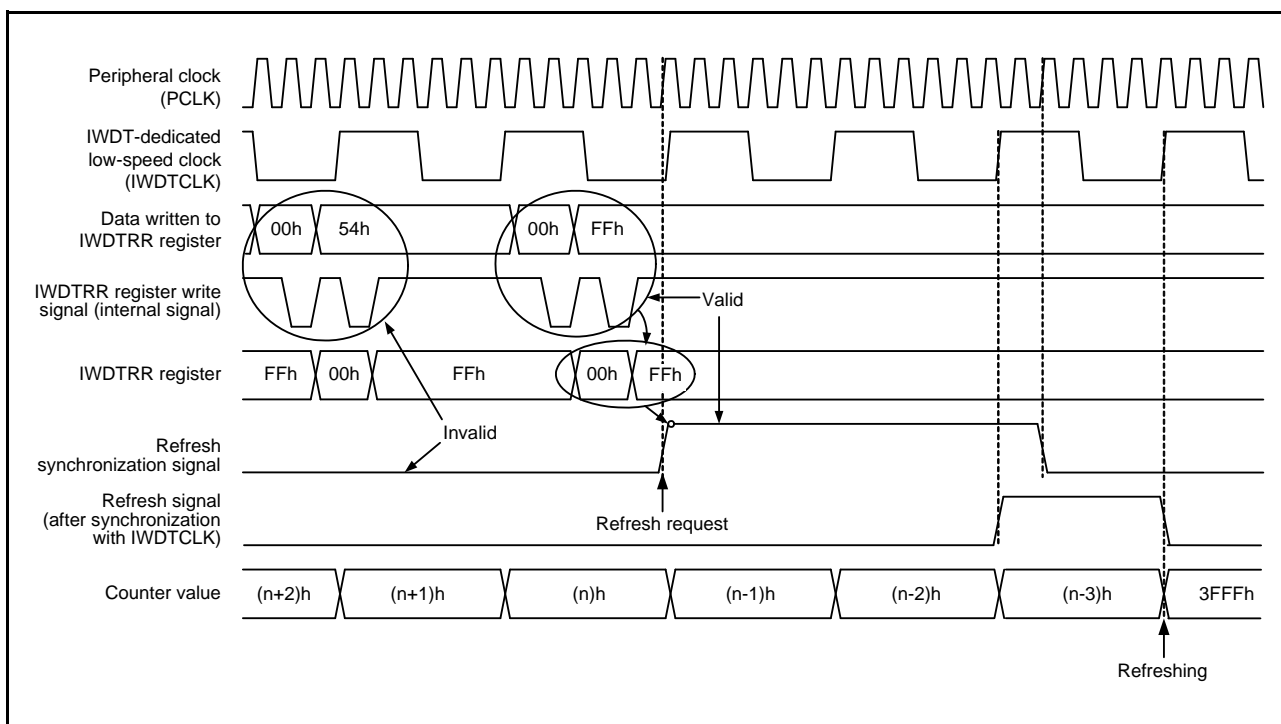 Peripheral clock
(PCLK)
IWDT-dedicated
low-speed clock
(IWDTCLK)
Data written to
IWDTRR register
00h 54h 00h FFh
IWDTRR register write
signal (internal signal)
Valid
IWDTRR register
FFh 00h FFh 00h FFh
Invalid
Refresh
synchronization signal
Refresh signal
(after synchronization
with IWDTCLK)
Refresh request
Counter value
(n+2)h (n+1)h (n)h (n-1)h (n-2)h (n-3)h 3FFFh
Refreshing